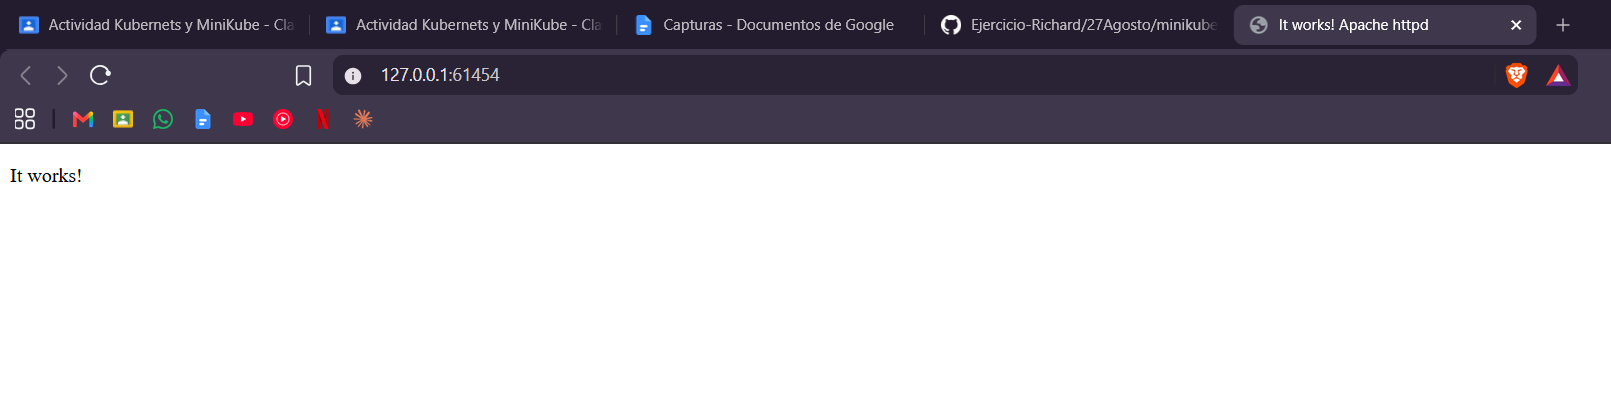 Actividad Kubernets y MiniKube - Cla
Actividad Kubernets y MiniKube - Cla
Capturas - Documentos de Google
Ejercicio-Richard/27Agosto/minikube
It works! Apache httpd
127.0.0.1:61454
It works!